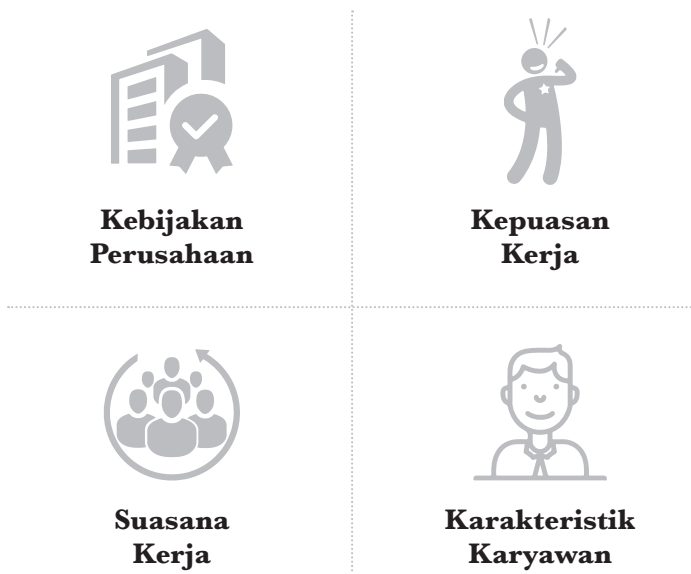 Kebijakan
Perusahaan
Kepuasan
Kerja
Suasana
Kerja
Karakteristik
Karyawan